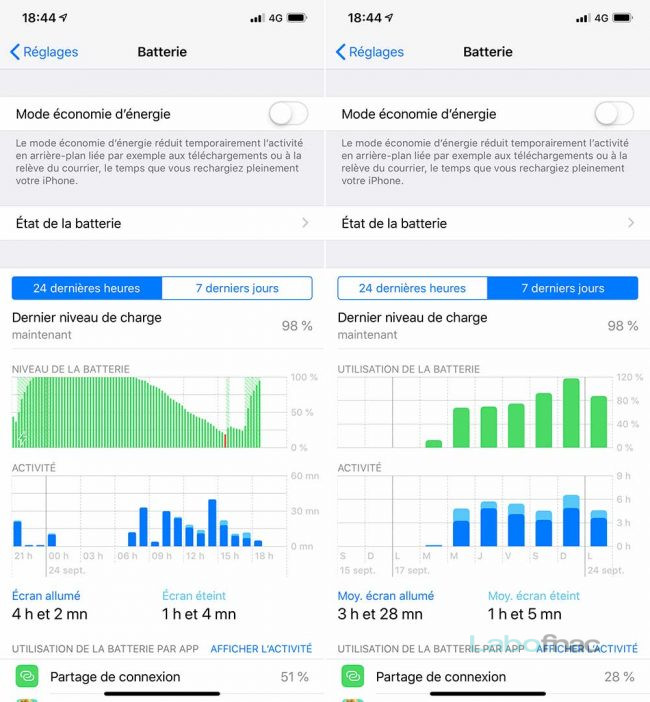 18:44
4G
Réglages
Batterie
Mode économie d'énergie
Le mode économie d'énergie réduit temporairement l'activité
en arrière-plan liée par exemple aux téléchargements ou à la
relève du courrier, le temps que vous rechargiez pleinement
votre iPhone.
État de la batterie
24 dernières heures
7 derniers jours
Dernier niveau de charge
98 %
maintenant
NIVEAU DE LA BATTERIE
100 %
50 %
0 %
ACTIVITÉ
60 mn
30 mn
0 mn
21 h 00 h 03 h 06 h 09 h 12 h 15 h 18 h
24 sept.
Écran allumé
Écran éteint
4 h et 2 mn
1 h et 4 mn
UTILISATION DE LA BATTERIE PAR APP
AFFICHER L'ACTIVITÉ
Partage de connexion
51 %
18:44
4G
Réglages
Batterie
Mode économie d'énergie
Le mode économie d'énergie réduit temporairement l'activité
en arrière-plan liée par exemple aux téléchargements ou à la
relève du courrier, le temps que vous rechargiez pleinement
votre iPhone.
État de la batterie
24 dernières heures
7 derniers jours
Dernier niveau de charge
98 %
maintenant
UTILISATION DE LA BATTERIE
120 %
80 %
40 %
0 %
ACTIVITÉ
9 h
6 h
3 h
0 h
S D L M M J V S D L
15 sept. 17 sept. 24 sept.
Moy. écran allumé
Moy. écran éteint
3 h et 28 mn
1 h et 5 mn
Labofnac
UTILISATION DE LA BATTERIE PAR APP
AFFICHER L'ACTIVITÉ
Partage de connexion
28 %